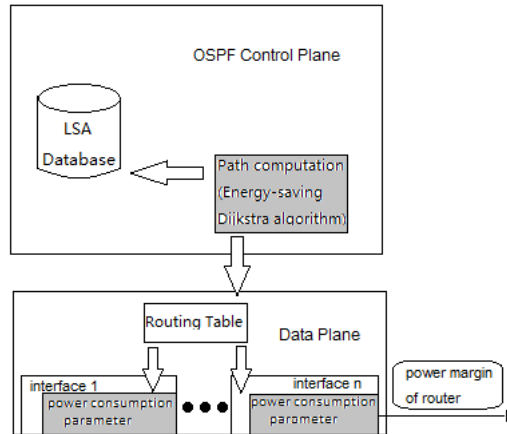 OSPF Control Plane
LSA
Database
Path computation
(Energy-saving
Dijkstra algorithm)
Routing Table
Data Plane
interface 1
interface n
power consumption
parameter
power consumption
parameter
power margin
of router